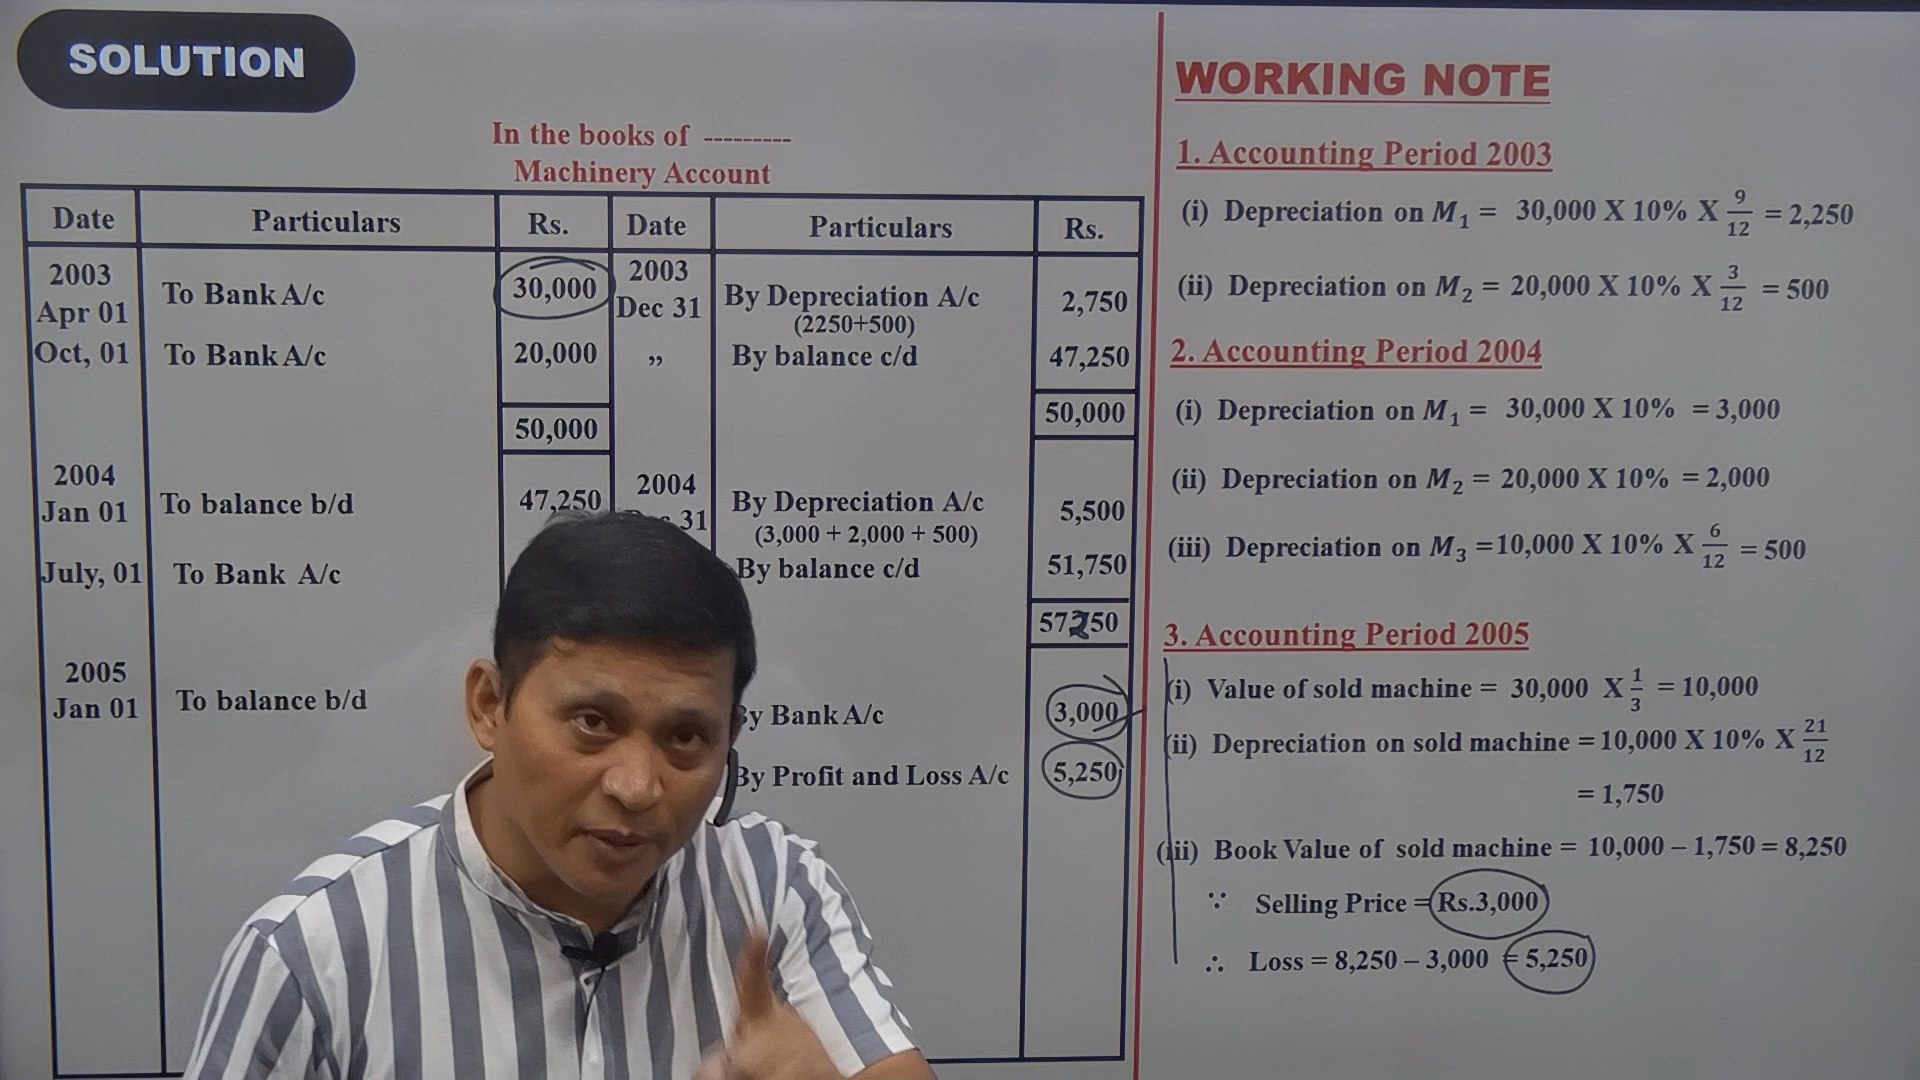 SOLUTION
In the books of ---------
Machinery Account
Date Particulars Rs. Date Particulars Rs.
2003 2003
Apr 01 To Bank A/c 30,000 Dec 31 By Depreciation A/c 2,750
(2250+500)
Oct, 01 To Bank A/c 20,000 ,, By balance c/d 47,250
50,000 50,000
2004 2004
Jan 01 To balance b/d 47,250 31 By Depreciation A/c 5,500
(3,000 + 2,000 + 500)
July, 01 To Bank A/c By balance c/d 51,750
57250
2005
Jan 01 To balance b/d By Bank A/c 3,000
By Profit and Loss A/c 5,250
WORKING NOTE
1. Accounting Period 2003
(i) Depreciation on M₁ = 30,000 X 10% X 9/12 = 2,250
(ii) Depreciation on M₂ = 20,000 X 10% X 3/12 = 500
2. Accounting Period 2004
(i) Depreciation on M₁ = 30,000 X 10% = 3,000
(ii) Depreciation on M₂ = 20,000 X 10% = 2,000
(iii) Depreciation on M₃ =10,000 X 10% X 6/12 = 500
3. Accounting Period 2005
(i) Value of sold machine = 30,000 X 1/3 = 10,000
(ii) Depreciation on sold machine = 10,000 X 10% X 21/12
= 1,750
(iii) Book Value of sold machine = 10,000 – 1,750 = 8,250
∵ Selling Price = Rs.3,000
∴ Loss = 8,250 – 3,000 = 5,250